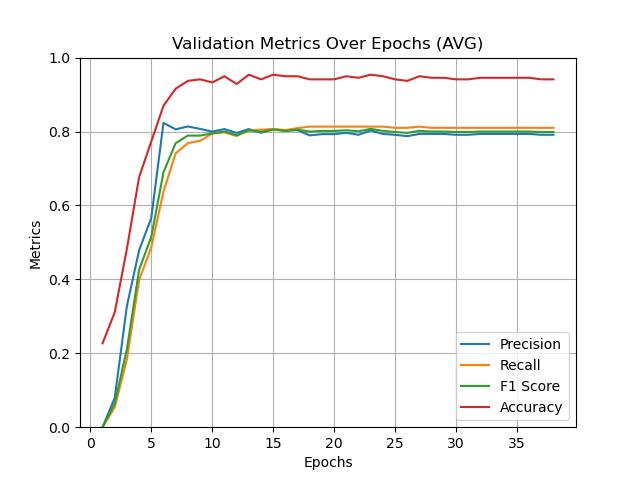 Validation Metrics Over Epochs (AVG)
1.0
0.8
0.6
0.4
0.2
0.0
Metrics
0 5 10 15 20 25 30 35
Epochs
Precision
Recall
F1 Score
Accuracy